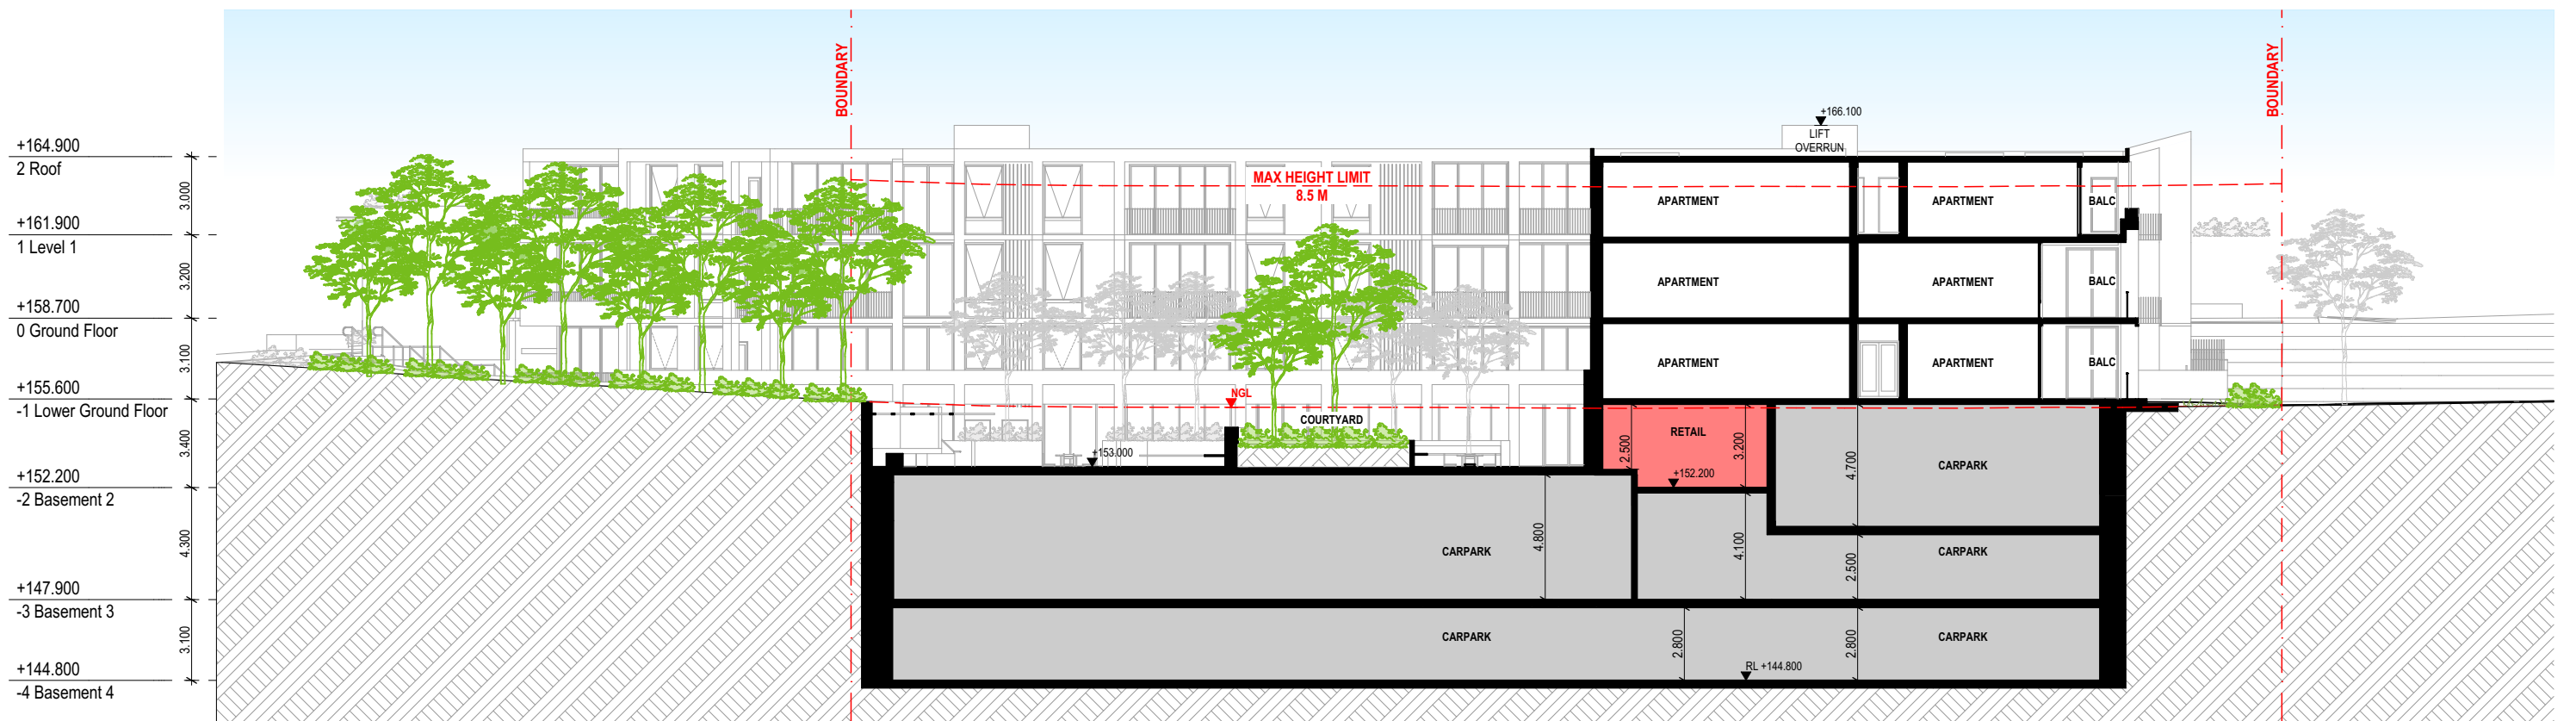 BOUNDARY
BOUNDARY
+166.100
LIFT
OVERRUN
+164.900
2 Roof
3.000
MAX HEIGHT LIMIT
8.5 M
APARTMENT
APARTMENT
BALC
+161.900
1 Level 1
3.200
APARTMENT
APARTMENT
BALC
+158.700
0 Ground Floor
3.100
APARTMENT
APARTMENT
BALC
+155.600
-1 Lower Ground Floor
NGL
COURTYARD
RETAIL
3.400
2.500
3.200
4.700
+153.000
CARPARK
+152.200
+152.200
-2 Basement 2
4.300
CARPARK
4.800
4.100
2.500
CARPARK
+147.900
-3 Basement 3
3.100
CARPARK
2.800
2.800
CARPARK
+144.800
RL +144.800
-4 Basement 4